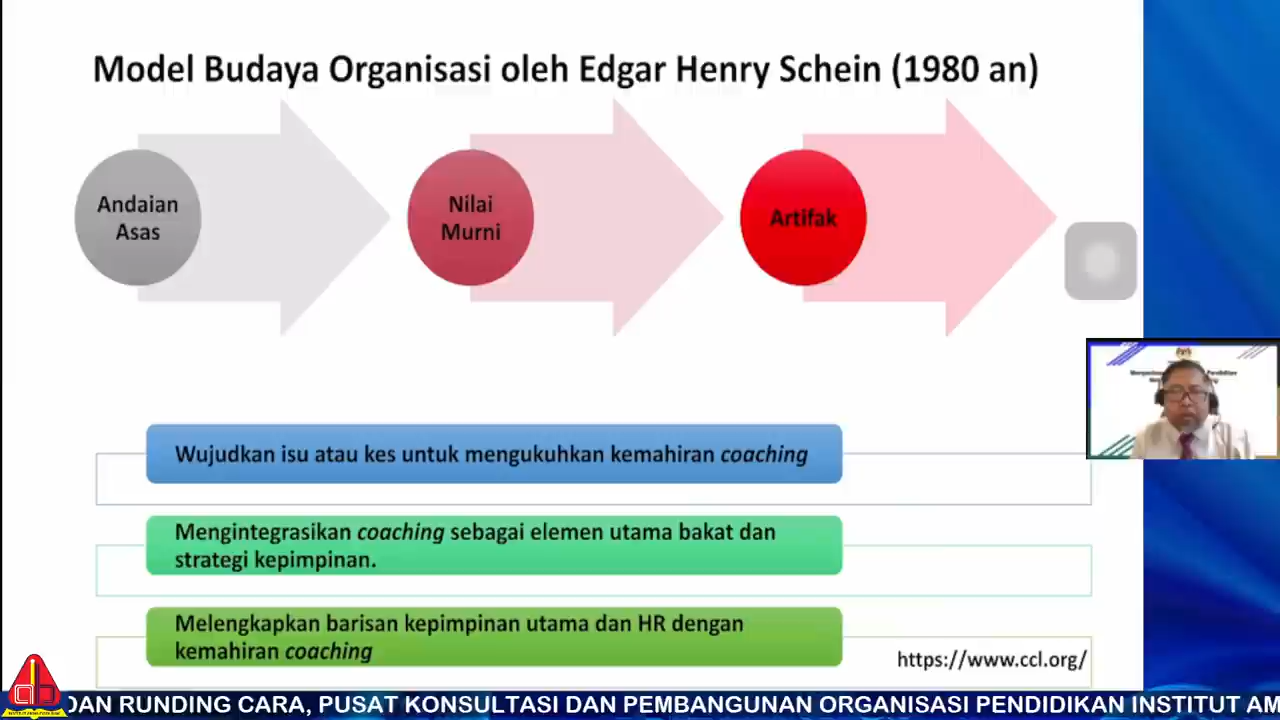 Model Budaya Organisasi oleh Edgar Henry Schein (1980 an)
Andaian
Asas
Nilai
Murni
Artifak
Wujudkan isu atau kes untuk mengukuhkan kemahiran coaching
Mengintegrasikan coaching sebagai elemen utama bakat dan
strategi kepimpinan.
Melengkapkan barisan kepimpinan utama dan HR dengan
kemahiran coaching
https://www.ccl.org/
DAN RUNDING CARA, PUSAT KONSULTASI DAN PEMBANGUNAN ORGANISASI PENDIDIKAN INSTITUT AM